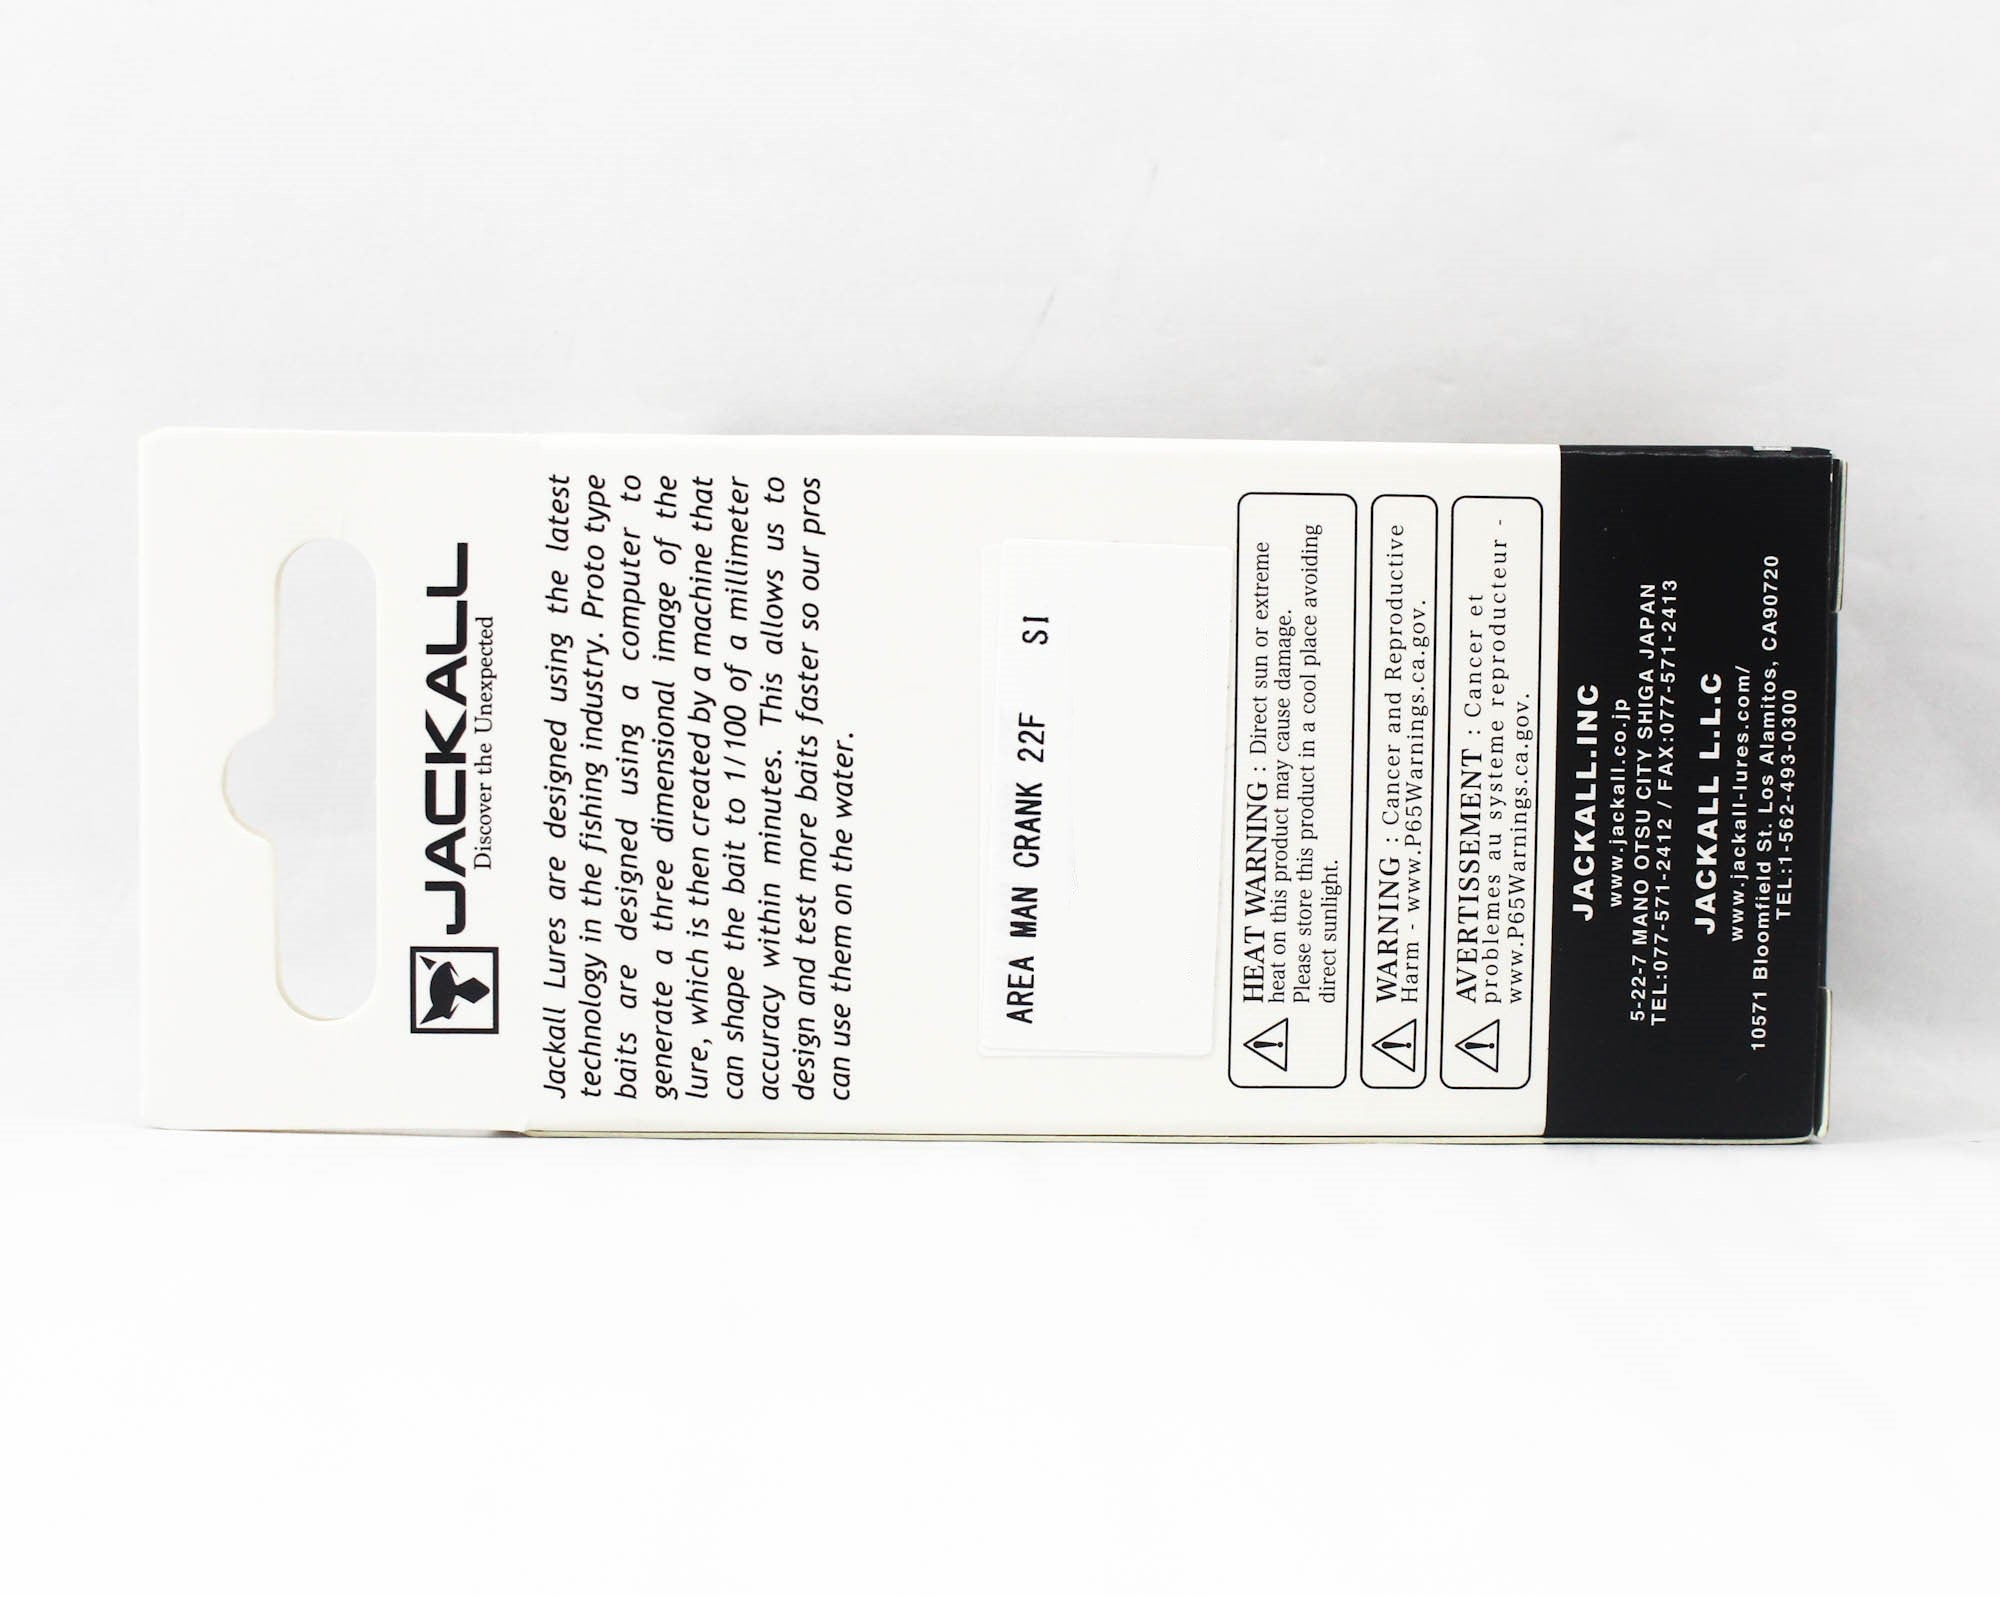 JACKALL
Discover the Unexpected
Jackall Lures are designed using the latest
technology in the fishing industry. Proto type
baits are designed using a computer to
generate a three dimensional image of the
lure, which is then created by a machine that
can shape the bait to 1/100 of a millimeter
accuracy within minutes. This allows us to
design and test more baits faster so our pros
can use them on the water.
AREA MAN CRANK 22F SI
HEAT WARNING : Direct sun or extreme
heat on this product may cause damage.
Please store this product in a cool place avoiding
direct sunlight.
WARNING : Cancer and Reproductive
Harm - www.P65Warnings.ca.gov.
AVERTISSEMENT : Cancer et
problemes au systeme reproducteur -
www.P65Warnings.ca.gov.
JACKALL.INC
www.jackall.co.jp
5-22-7 MANO OTSU CITY SHIGA JAPAN
TEL:077-571-2412 / FAX:077-571-2413
JACKALL L.L.C
www.jackall-lures.com/
10571 Bloomfield St. Los Alamitos, CA90720
TEL:1-562-493-0300